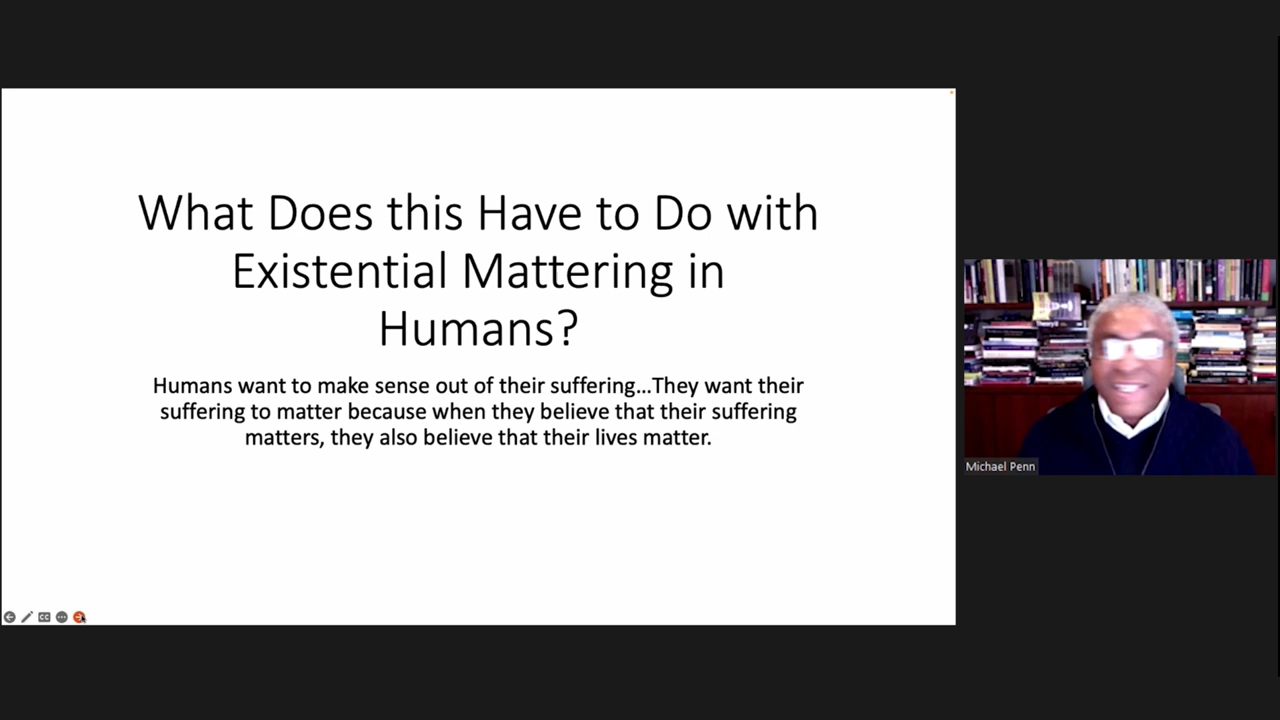 What Does this Have to Do with
Existential Mattering in
Humans?
Humans want to make sense out of their suffering...They want their
suffering to matter because when they believe that their suffering
matters, they also believe that their lives matter.
CC
Michael Penn